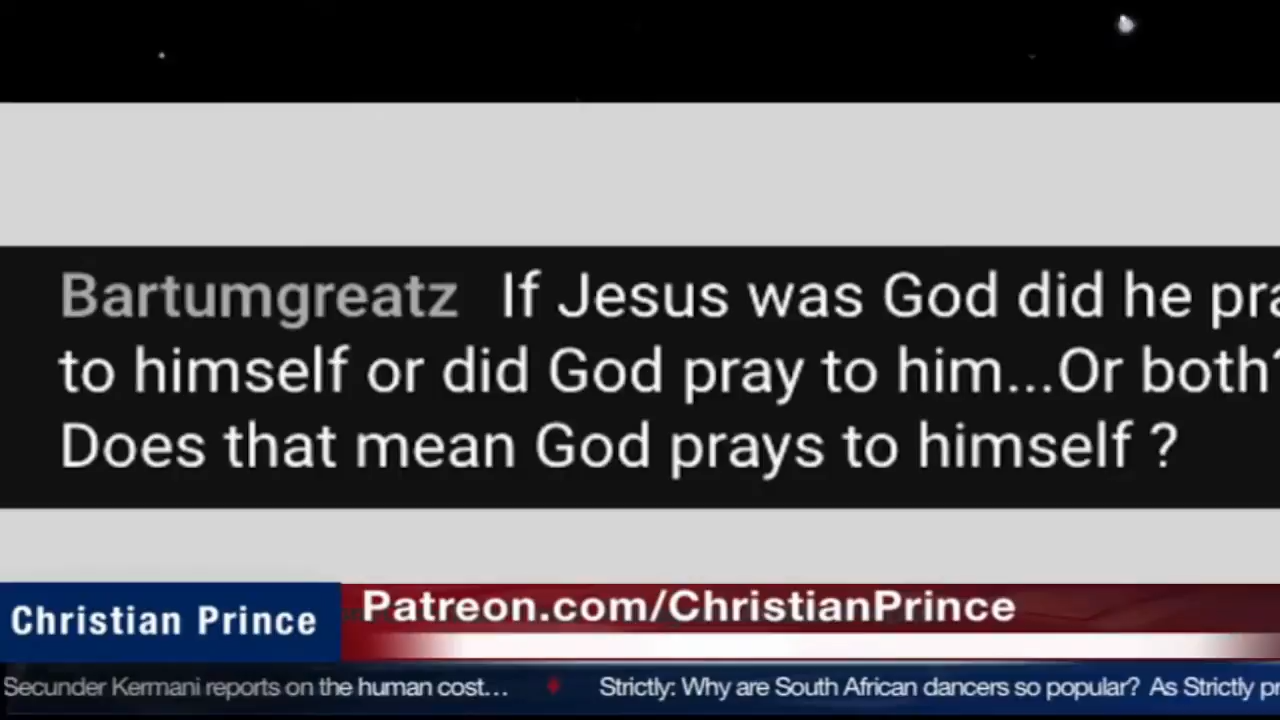 Bartumgreatz If Jesus was God did he pra
to himself or did God pray to him...Or both?
Does that mean God prays to himself ?
Christian Prince
Patreon.com/ChristianPrince
Secunder Kermani reports on the human cost... Strictly: Why are South African dancers so popular? As Strictly pr